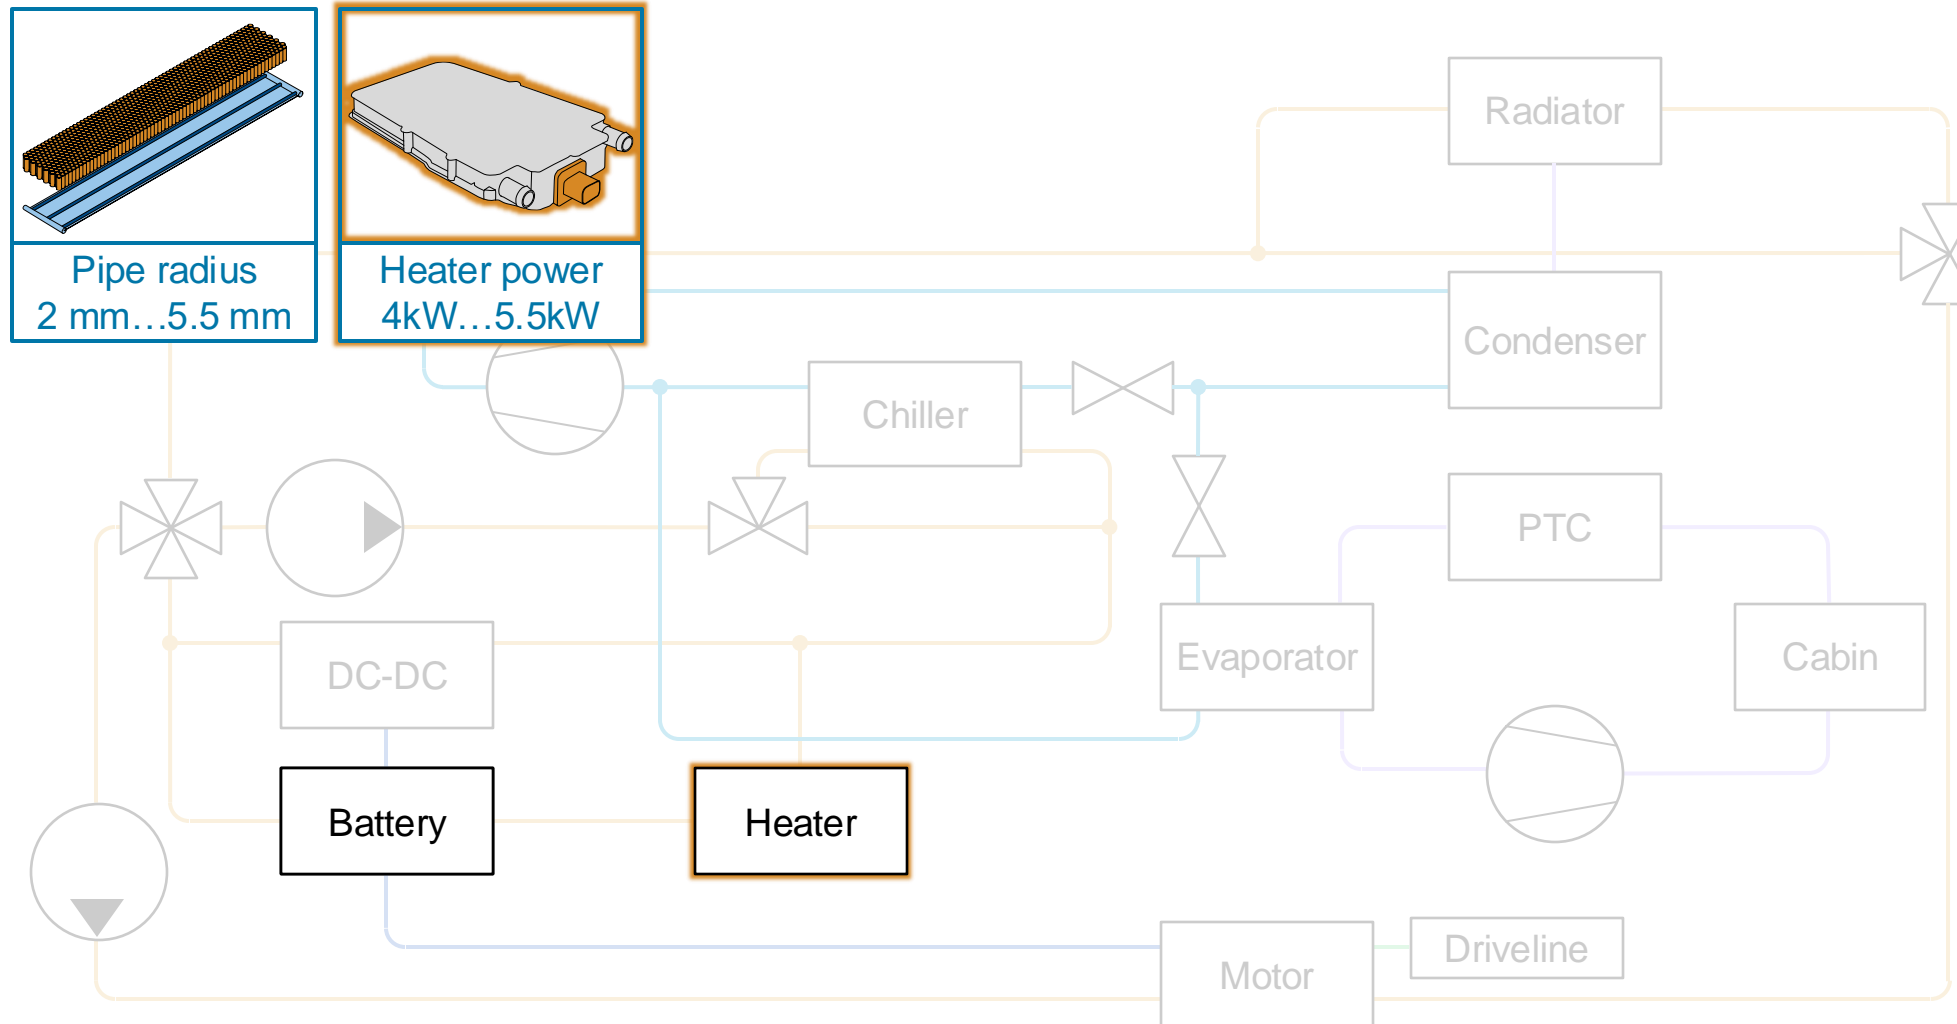 Pipe radius
2 mm…5.5 mm
Heater power
4kW…5.5kW
Radiator
Condenser
Chiller
PTC
Evaporator
Cabin
DC-DC
Battery
Heater
Motor
Driveline